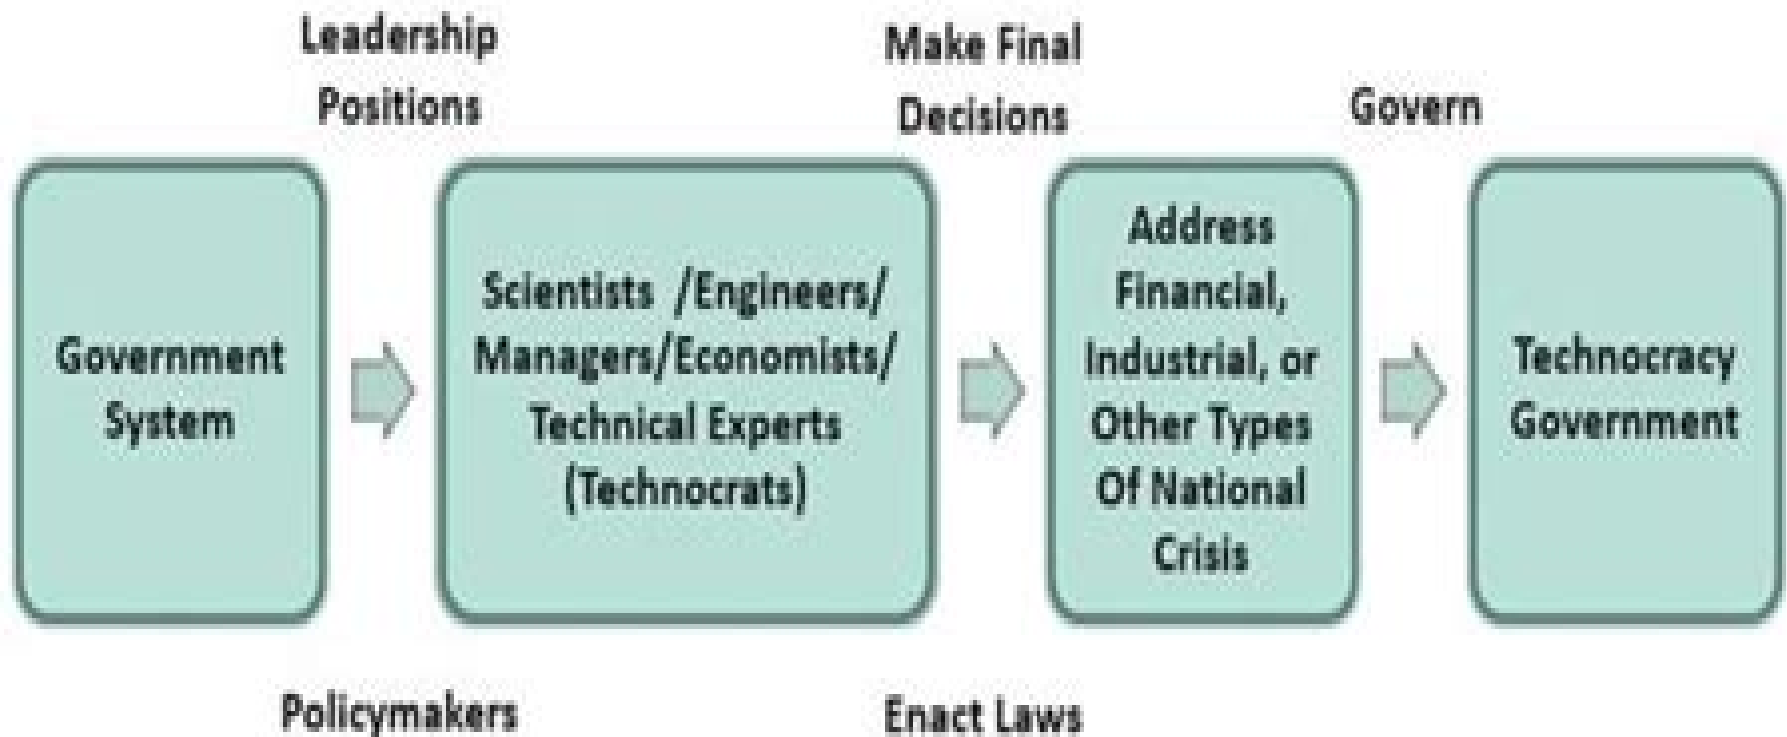 Leadership
Positions
Make Final
Decisions
Govern
Government
System
Scientists /Engineers/
Managers/Economists/
Technical Experts
(Technocrats)
Address
Financial,
Industrial, or
Other Types
Of National
Crisis
Technocracy
Government
Policymakers
Enact Laws